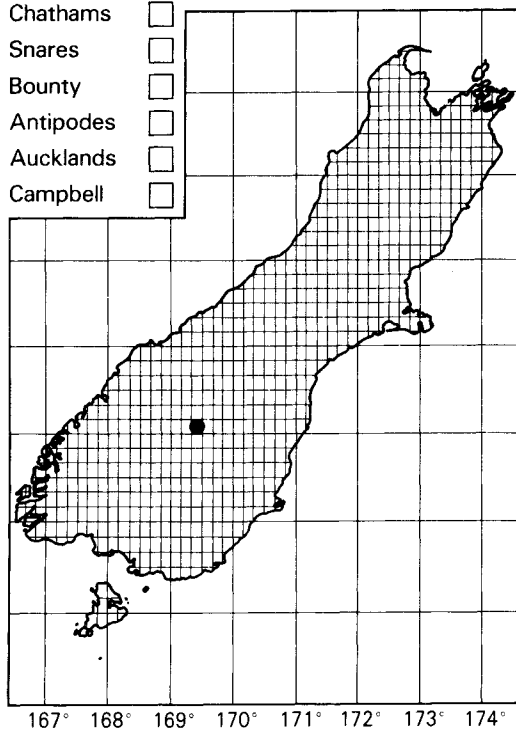 Chathams
Snares
Bounty
Antipodes
Aucklands
Campbell
167° 168° 169° 170° 171° 172° 173° 174°